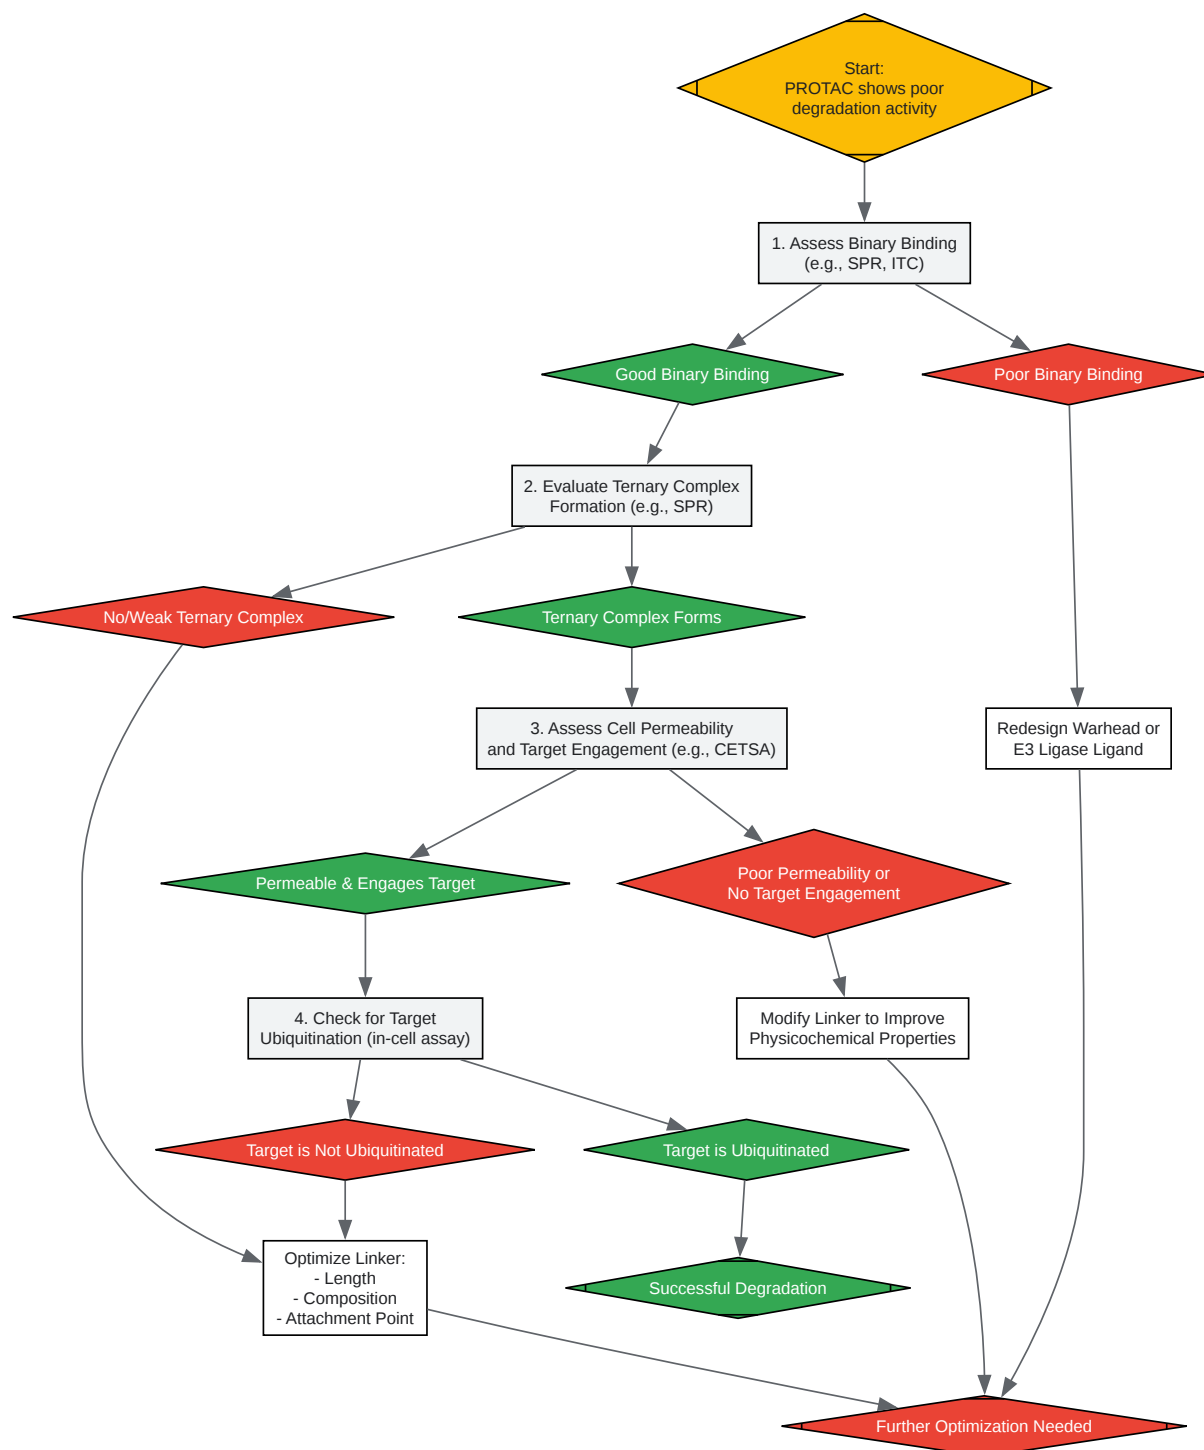 Start:
PROTAC shows poor
degradation activity
1. Assess Binary Binding
(e.g., SPR, ITC)
Good Binary Binding
Poor Binary Binding
2. Evaluate Ternary Complex
Formation (e.g., SPR)
No/Weak Ternary Complex
Ternary Complex Forms
3. Assess Cell Permeability
and Target Engagement (e.g., CETSA)
Redesign Warhead or
E3 Ligase Ligand
Permeable & Engages Target
Poor Permeability or
No Target Engagement
4. Check for Target
Ubiquitination (in-cell assay)
Modify Linker to Improve
Physicochemical Properties
Target is Not Ubiquitinated
Target is Ubiquitinated
Optimize Linker:
- Length
- Composition
- Attachment Point
Successful Degradation
Further Optimization Needed